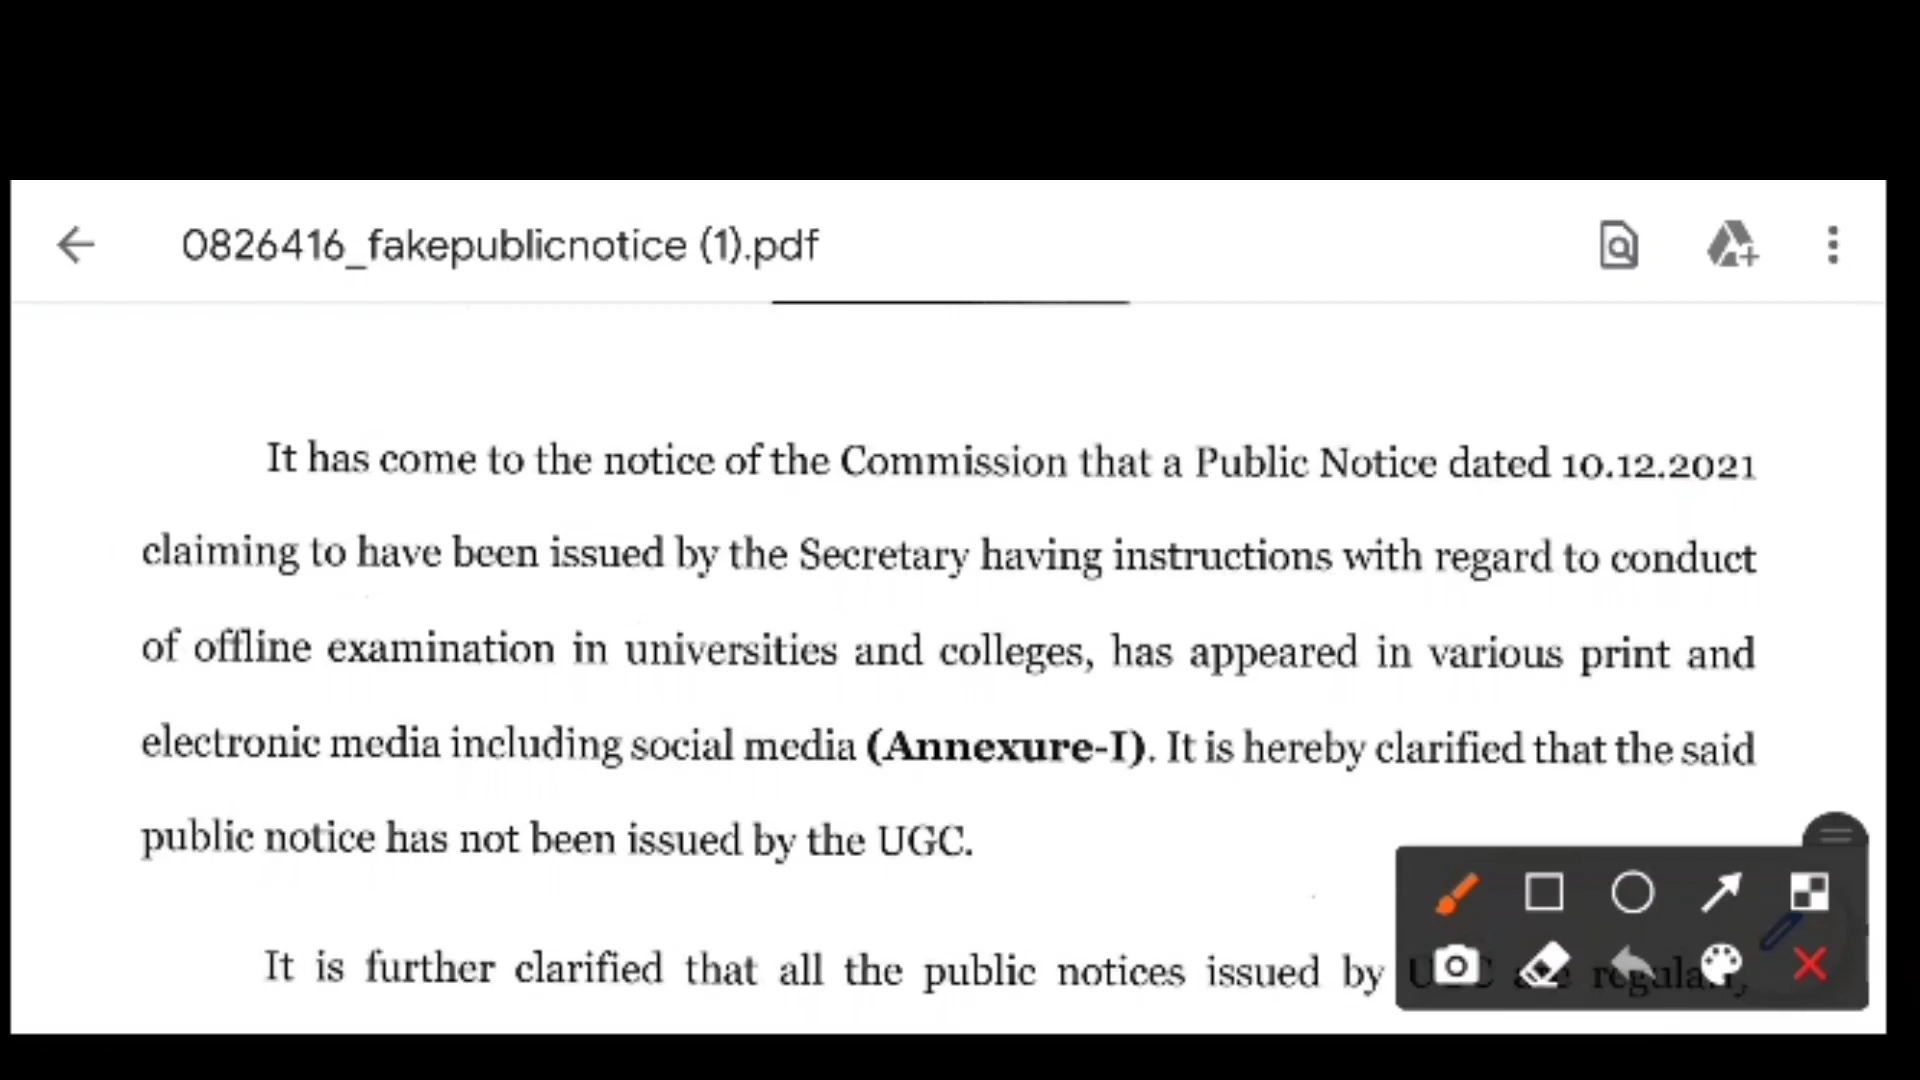 0826416_fakepublicnotice (1).pdf
It has come to the notice of the Commission that a Public Notice dated 10.12.2021
claiming to have been issued by the Secretary having instructions with regard to conduct
of offline examination in universities and colleges, has appeared in various print and
electronic media including social media (Annexure-I). It is hereby clarified that the said
public notice has not been issued by the UGC.
It is further clarified that all the public notices issued by UGC are regularly